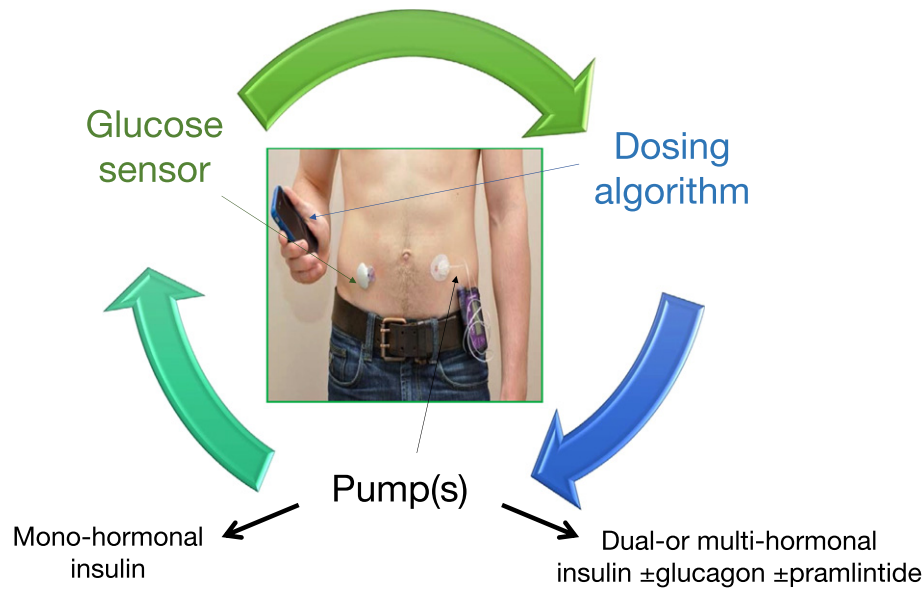 Glucose
sensor
Dosing
algorithm
Pump(s)
Mono-hormonal
insulin
Dual-or multi-hormonal
insulin ±glucagon ±pramlintide